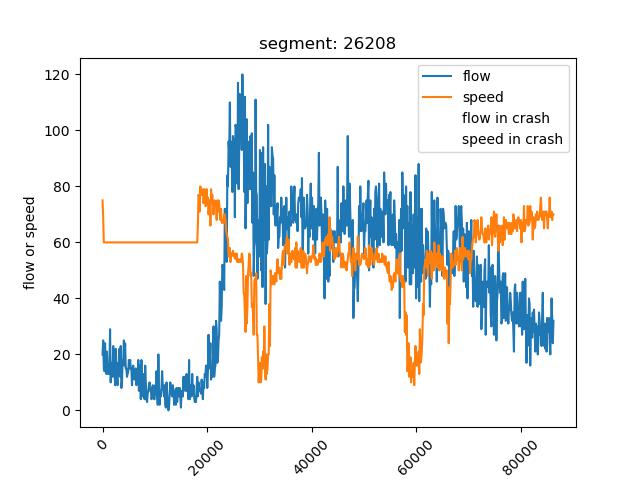 segment: 26208
flow
speed
flow in crash
speed in crash
flow or speed
120
100
80
60
40
20
0
0
20000
40000
60000
80000